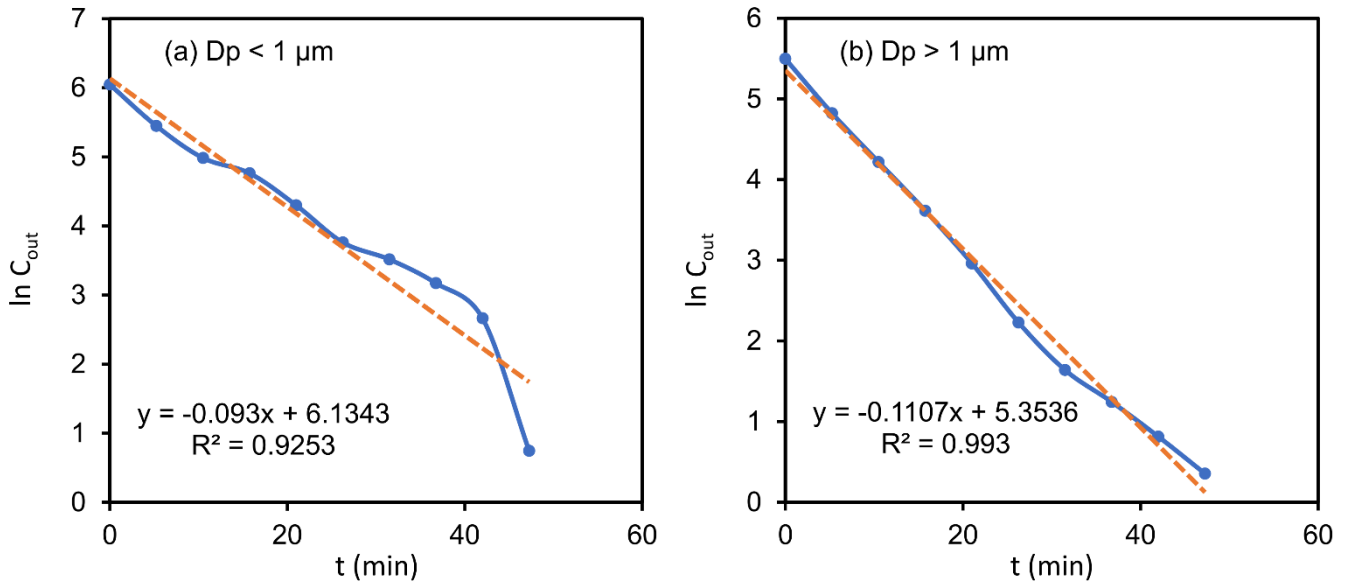 (a) Dp < 1 µm
7
6
5
4
3
2
1
0
ln C_out
y = -0.093x + 6.1343
R² = 0.9253
0 20 40 60
t (min)
(b) Dp > 1 µm
6
5
4
3
2
1
0
ln C_out
y = -0.1107x + 5.3536
R² = 0.993
0 20 40 60
t (min)